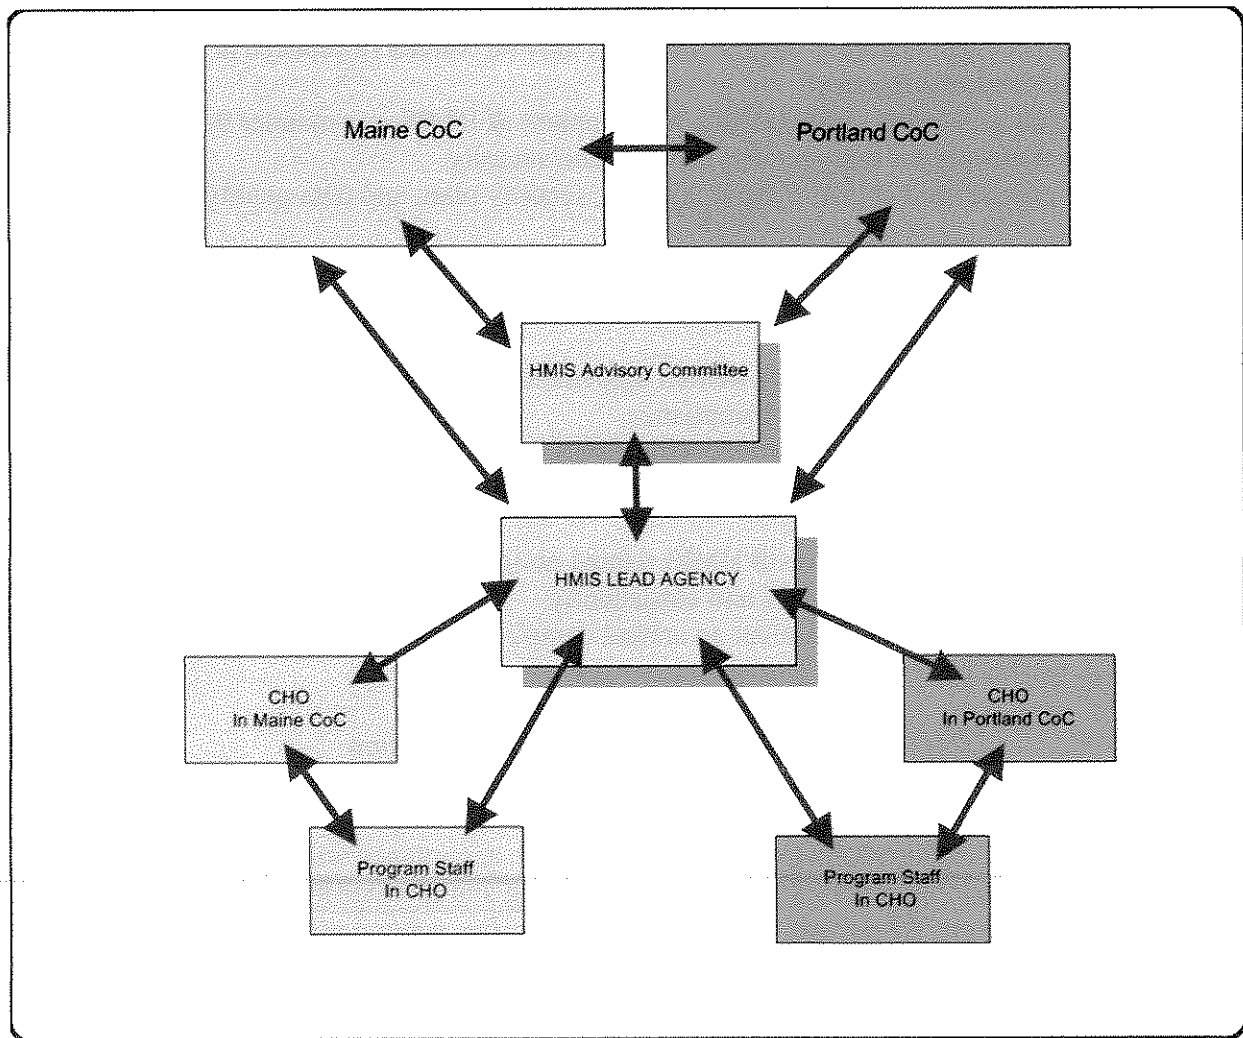 Maine CoC
Portland CoC
HMIS Advisory Committee
HMIS LEAD AGENCY
CHO
In Maine CoC
CHO
In Portland CoC
Program Staff
In CHO
Program Staff
In CHO